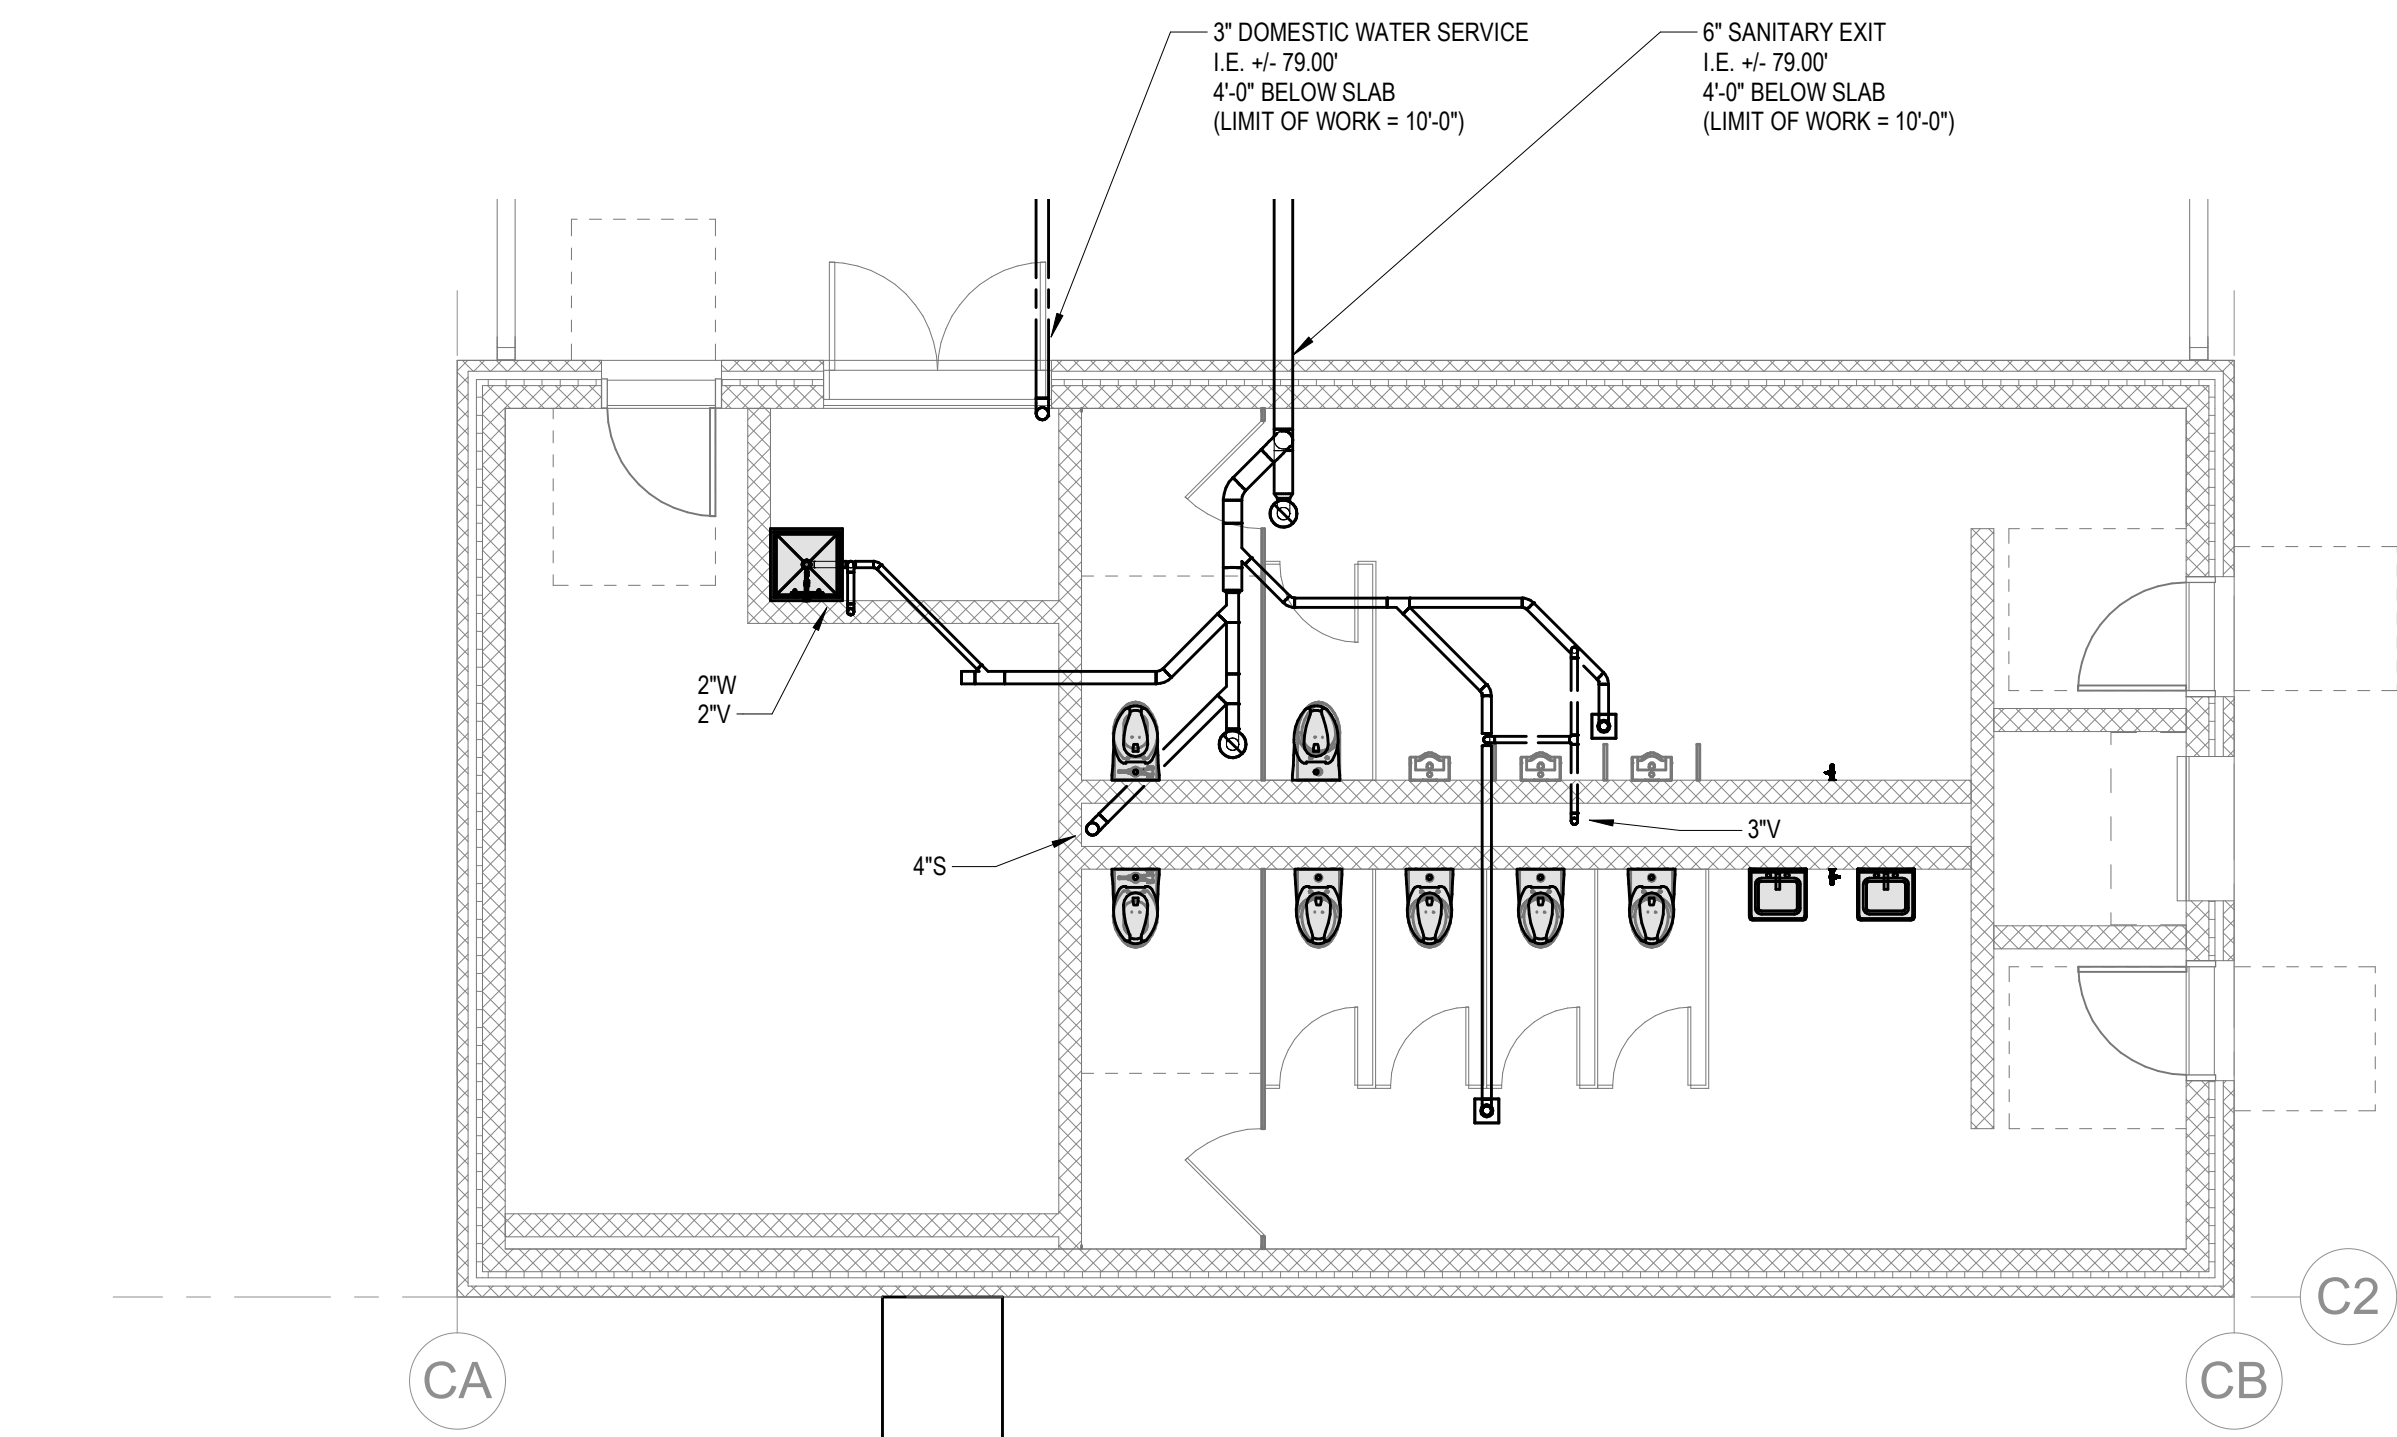 3" DOMESTIC WATER SERVICE
I.E. +/- 79.00'
4'-0" BELOW SLAB
(LIMIT OF WORK = 10'-0")
6" SANITARY EXIT
I.E. +/- 79.00'
4'-0" BELOW SLAB
(LIMIT OF WORK = 10'-0")
2"W
2"V
3"V
4"S
C2
CA
CB